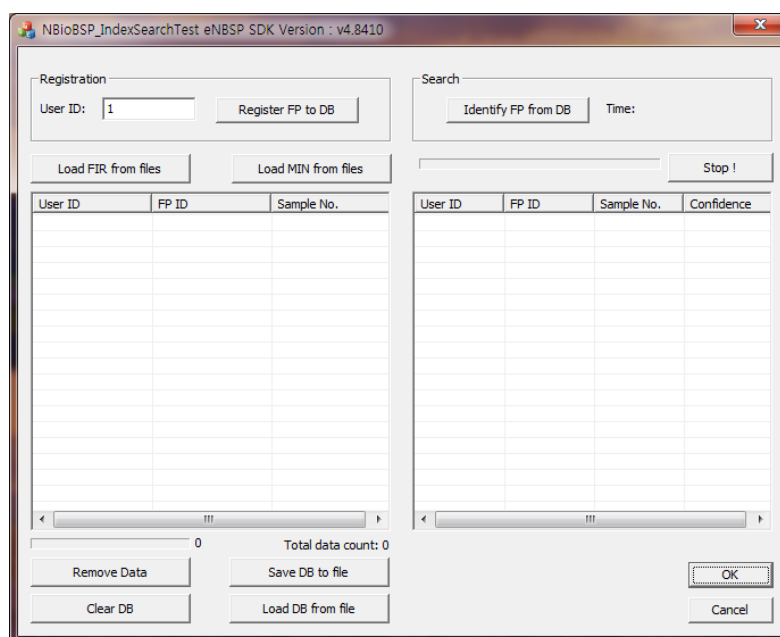 NBioBSP_IndexSearchTest eNBSP SDK Version : v4.8410
Registration
User ID: 1
Register FP to DB
Search
Identify FP from DB
Time:
Load FIR from files
Load MIN from files
Stop !
User ID FP ID Sample No.
User ID FP ID Sample No. Confidence
0
Total data count: 0
Remove Data
Save DB to file
OK
Clear DB
Load DB from file
Cancel